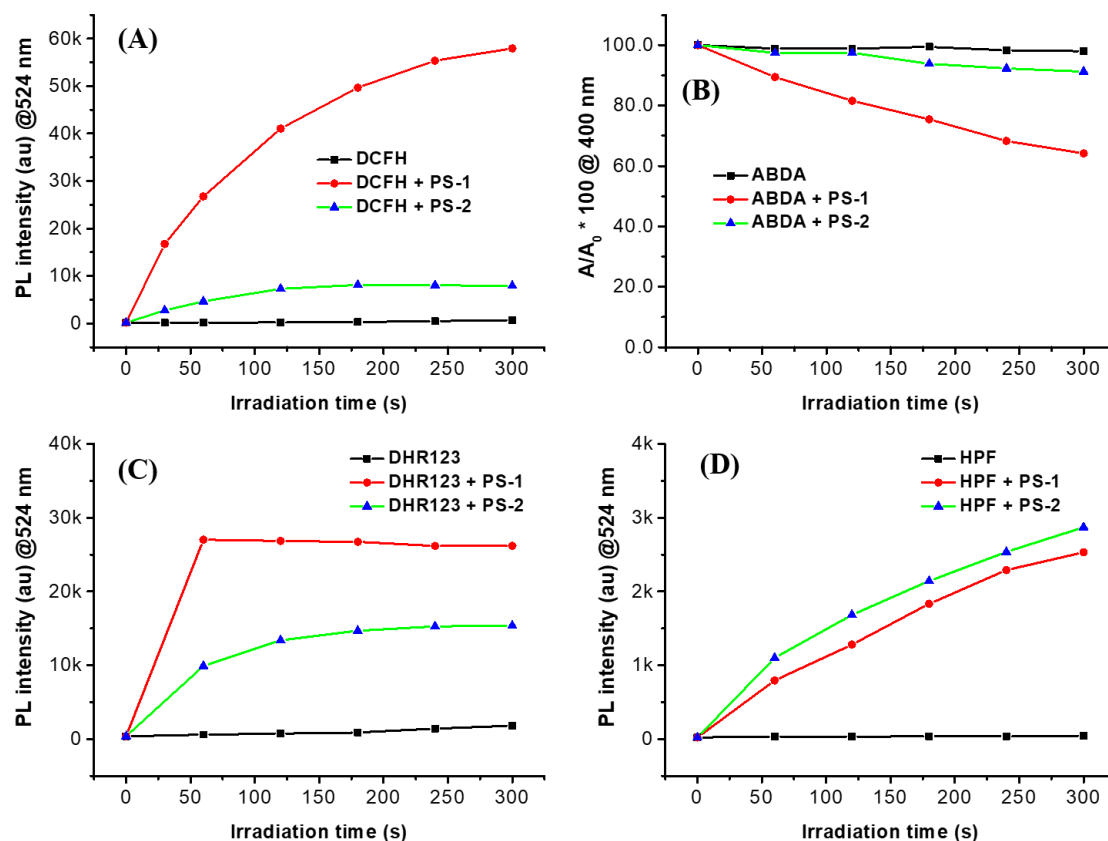 (A)
PL intensity (au) @524 nm
60k
50k
40k
30k
20k
10k
0
DCFH
DCFH + PS-1
DCFH + PS-2
0 50 100 150 200 250 300
Irradiation time (s)
(B)
A/A₀ * 100 @ 400 nm
100.0
80.0
60.0
40.0
20.0
0.0
ABDA
ABDA + PS-1
ABDA + PS-2
0 50 100 150 200 250 300
Irradiation time (s)
(C)
PL intensity (au) @524 nm
40k
30k
20k
10k
0
DHR123
DHR123 + PS-1
DHR123 + PS-2
0 50 100 150 200 250 300
Irradiation time (s)
(D)
PL intensity (au) @524 nm
4k
3k
2k
1k
0
HPF
HPF + PS-1
HPF + PS-2
0 50 100 150 200 250 300
Irradiation time (s)